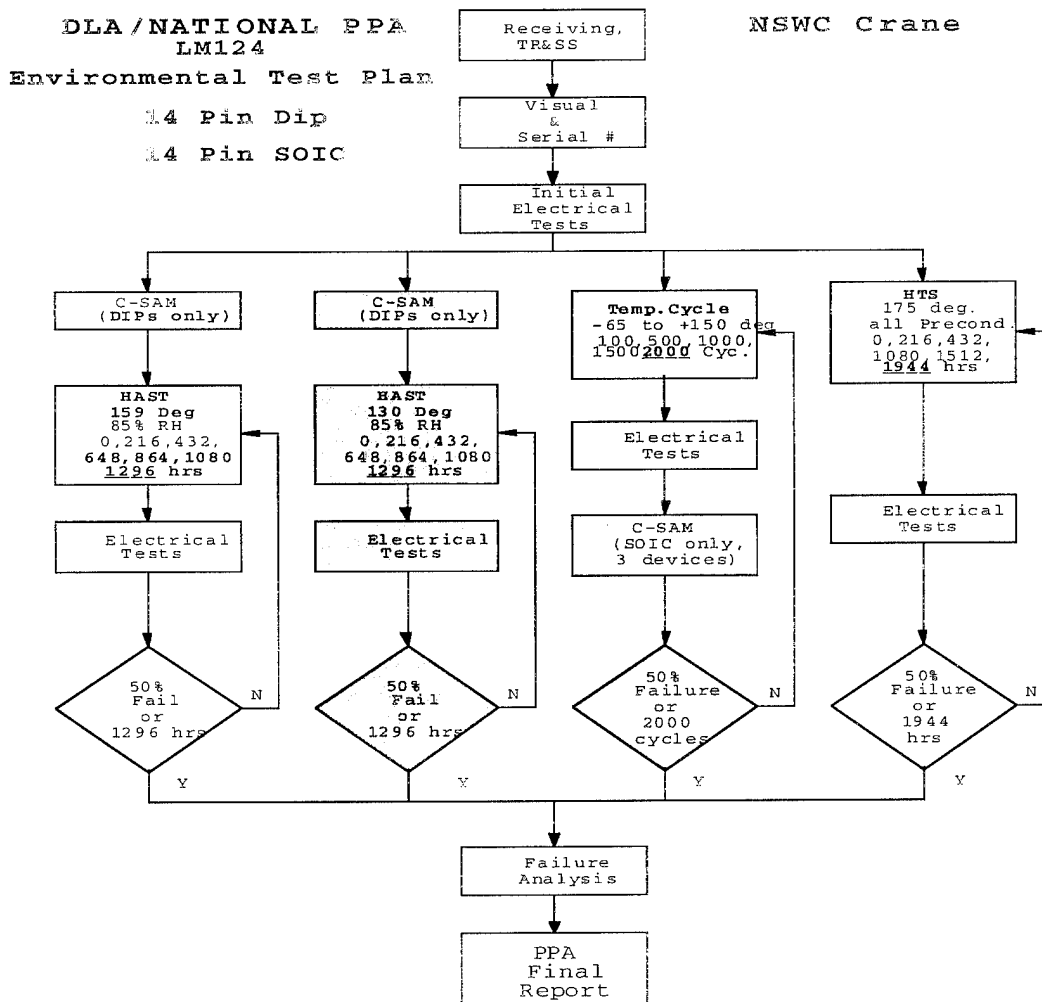 DLA/NATIONAL PPA
LM124
Environmental Test Plan
14 Pin Dip
14 Pin SOIC
NSWC Crane
Receiving,
TR&SS
Visual
&
Serial #
Initial
Electrical
Tests
C-SAM
(DIPs only)
HAST
159 Deg
85% RH
0,216,432,
648,864,1080
1296 hrs
Electrical
Tests
50%
Fail
or
1296 hrs
N
Y
C-SAM
(DIPs only)
HAST
130 Deg
85% RH
0,216,432,
648,864,1080
1296 hrs
Electrical
Tests
50%
Fail
or
1296 hrs
N
Y
Temp.Cycle
-65 to +150 deg
100,500,1000,
1500,2000 Cyc.
Electrical
Tests
C-SAM
(SOIC only,
3 devices)
50%
Failure
or
2000
cycles
N
Y
HTS
175 deg.
all Precond.
0,216,432,
1080,1512,
1944 hrs
Electrical
Tests
50%
Failure
or
1944
hrs
N
Y
Failure
Analysis
PPA
Final
Report